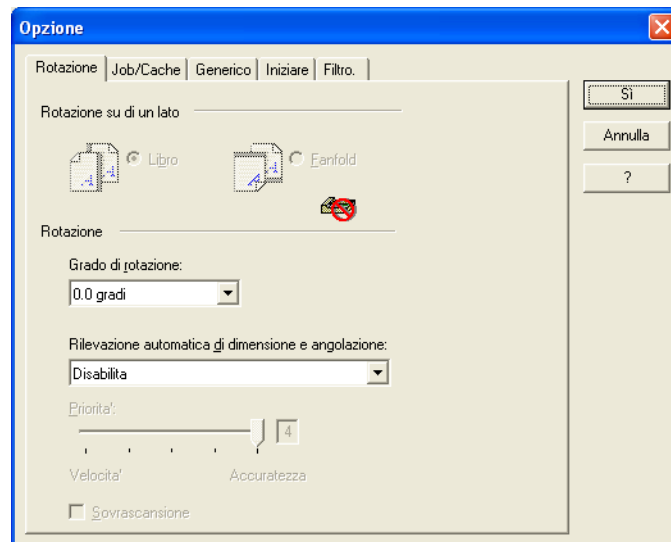 Opzione
Rotazione Job/Cache Generico Iniziare Filtro.
Rotazione su di un lato
Libro Fanfold
Rotazione
Grado di rotazione:
0.0 gradi
Rilevazione automatica di dimensione e angolazione:
Disabilita
Priorita':
4
Velocita' Accuratezza
Sovrascansione
Sì
Annulla
?